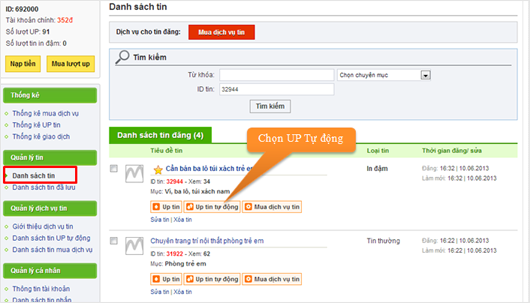 ID: 692000
Tài khoản chính: 352đ
Số lượt UP: 91
Số lượt tin in đậm: 0
Nạp tiền
Mua lượt up
Thống kê
Thống kê mua dịch vụ
Thống kê UP tin
Thống kê giao dịch
Quản lý tin
Danh sách tin
Danh sách tin đã lưu
Quản lý dịch vụ tin
Giới thiệu dịch vụ tin
Danh sách tin UP tự động
Danh sách tin mua dịch vụ
Quản lý cá nhân
Thông tin tài khoản
Danh sách tin nhắn
Danh sách tin
Dịch vụ cho tin đăng:
Mua dịch vụ tin
Tìm kiếm
Từ khóa:
Chọn chuyên mục
ID tin:
32944
Tìm kiếm
Danh sách tin đăng (4)
Chọn UP Tự động
Tiêu đề tin
Loại tin
Thời gian đăng/ sửa
Cần bán ba lô túi xách trẻ em
In đậm
Đăng: 16:32 | 10.06.2013
Làm mới: 16:32 | 10.06.2013
ID tin: 32944 - Xem: 34
Mục: Ví, ba lô, túi xách nam
Up tin
Up tin tự động
Mua dịch vụ tin
Sửa tin | Xóa tin
Chuyên trang trí nội thất phòng trẻ em
Tin thường
Đăng: 16:22 | 10.06.2013
Làm mới: 16:22 | 10.06.2013
ID tin: 31922 - Xem: 62
Mục: Phòng trẻ em
Up tin
Up tin tự động
Mua dịch vụ tin
Sửa tin | Xóa tin